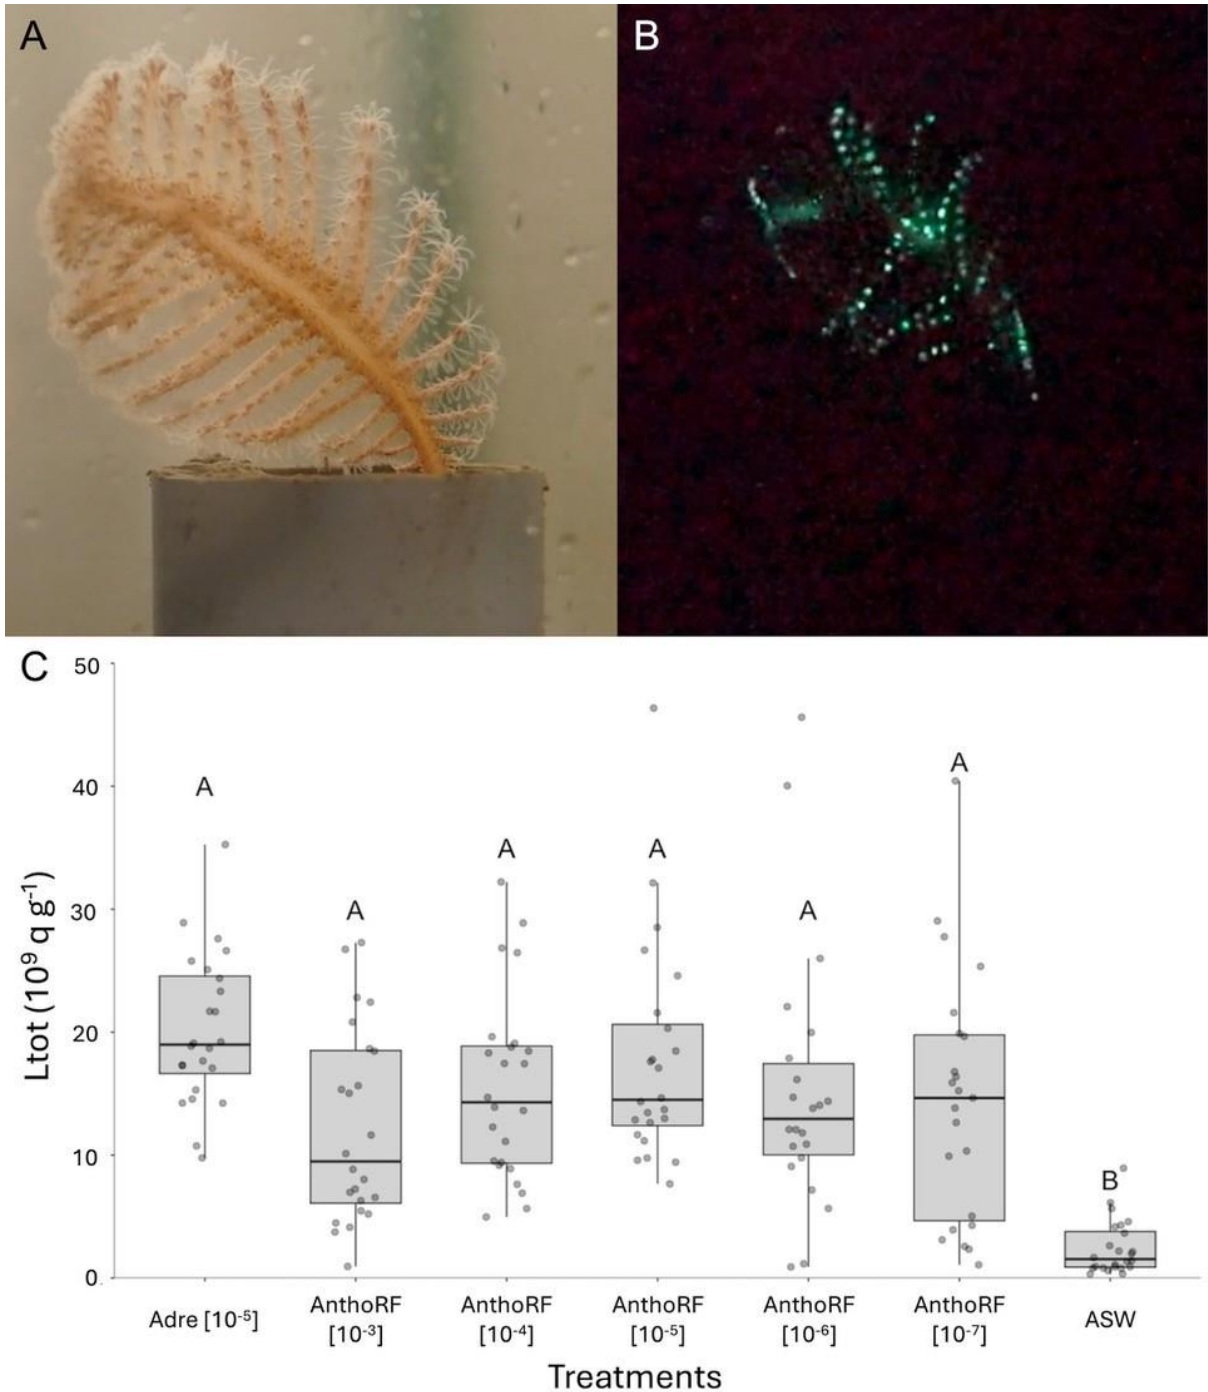 A
B
C
50
40
30
20
10
0
Ltot (10⁹ q g⁻¹)
A
A
A
A
A
A
B
Adre [10⁻⁵]
AnthoRF
[10⁻³]
AnthoRF
[10⁻⁴]
AnthoRF
[10⁻⁵]
AnthoRF
[10⁻⁶]
AnthoRF
[10⁻⁷]
ASW
Treatments